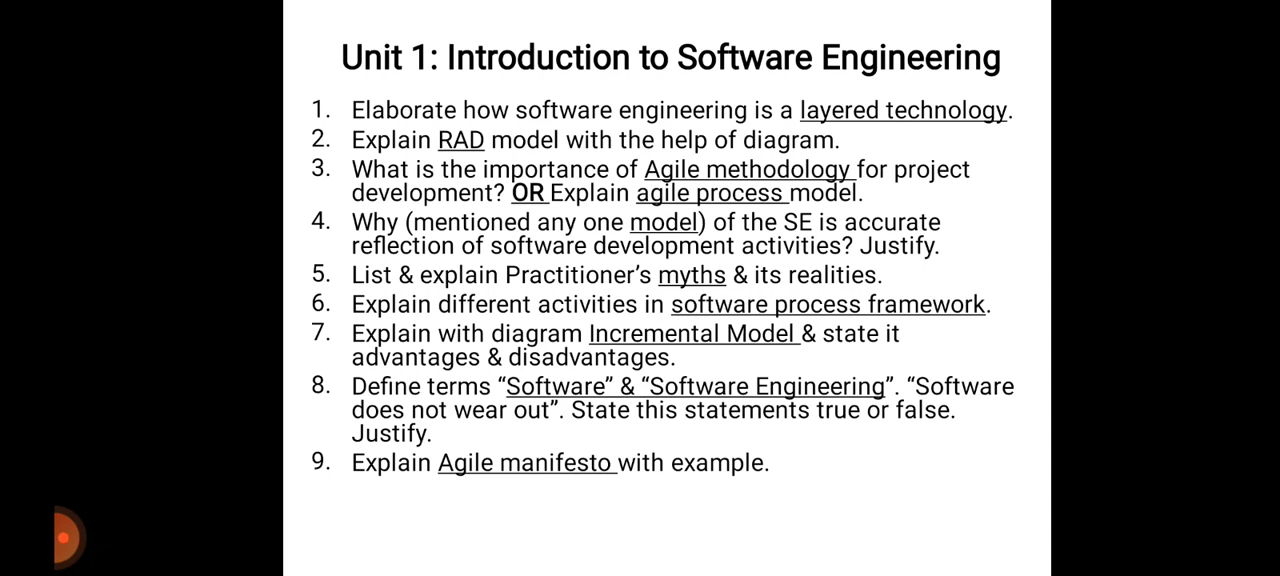 Unit 1: Introduction to Software Engineering
1. Elaborate how software engineering is a layered technology.
2. Explain RAD model with the help of diagram.
3. What is the importance of Agile methodology for project
development? OR Explain agile process model.
4. Why (mentioned any one model) of the SE is accurate
reflection of software development activities? Justify.
5. List & explain Practitioner’s myths & its realities.
6. Explain different activities in software process framework.
7. Explain with diagram Incremental Model & state it
advantages & disadvantages.
8. Define terms “Software” & “Software Engineering”. “Software
does not wear out”. State this statements true or false.
Justify.
9. Explain Agile manifesto with example.